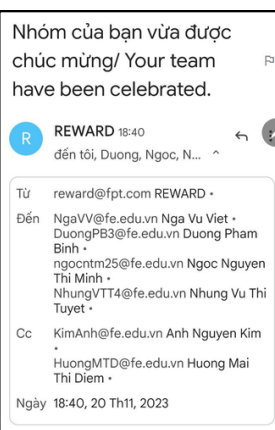 Nhóm của bạn vừa được
chúc mừng/ Your team
have been celebrated.
R
REWARD 18:40
đến tôi, Duong, Ngoc, N...
Từ reward@fpt.com REWARD •
Đến NgaVV@fe.edu.vn Nga Vu Viet •
DuongPB3@fe.edu.vn Duong Pham
Binh •
ngocntm25@fe.edu.vn Ngoc Nguyen
Thi Minh •
NhungVTT4@fe.edu.vn Nhung Vu Thi
Tuyet •
Cc KimAnh@fe.edu.vn Anh Nguyen Kim
•
HuongMTD@fe.edu.vn Huong Mai
Thi Diem •
Ngày 18:40, 20 Th11, 2023